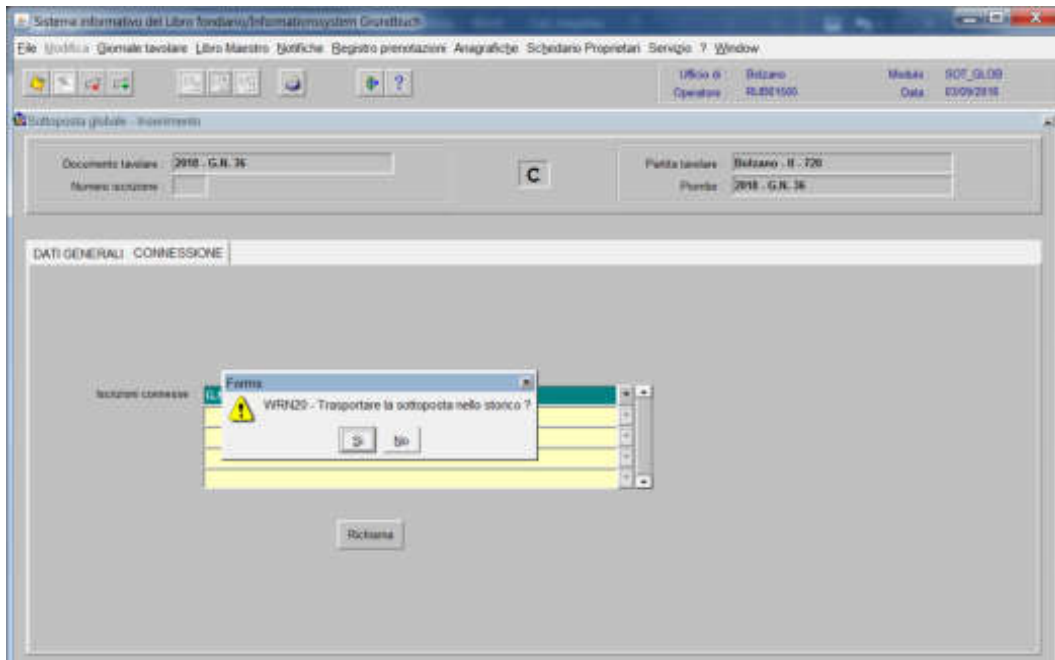 Sistema informativo del Libro fondiario/Informationssystem Grundbuch
File Modifica Giornale tavolare Libro Maestro Notifiche Registro prenotazioni Anagrafiche Schedario Proprietari Servizio ? Window
Ufficio di Bolzano Modulo SOT_GLOB
Operatore Data 03/09/2018
Sottoposta globale - Inserimento
Documento tavolare 2018 - G.N. 36 C Partita tavolare Bolzano - II - 720
Numero iscrizione Piombo 2018 - G.N. 36
DATI GENERALI CONNESSIONE
Iscrizioni connesse
Forms
WRN20 - Trasportare la sottoposta nello storico ?
Si No
Richiama